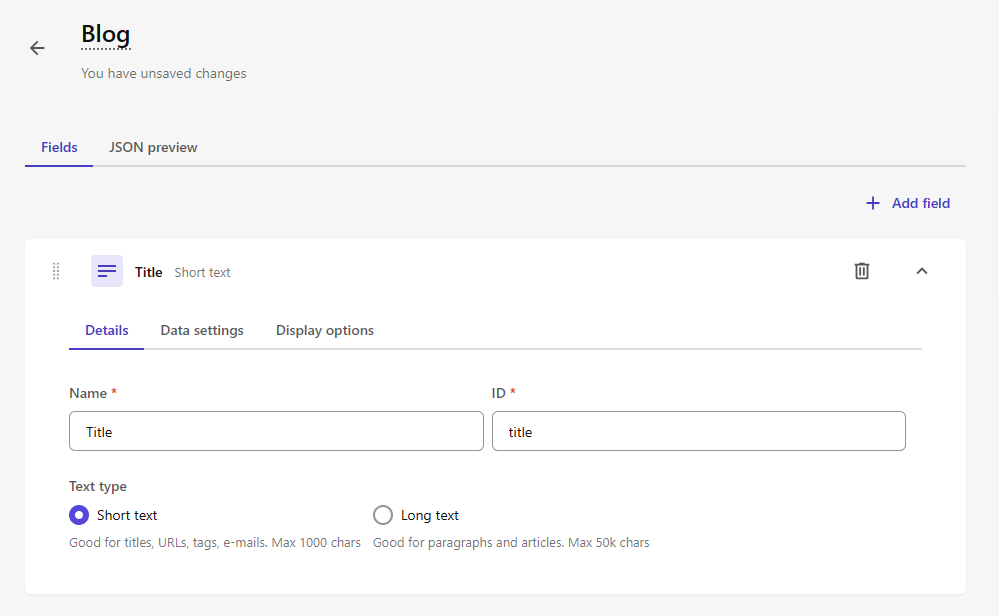 Blog
You have unsaved changes
Fields JSON preview
+ Add field
Title Short text
Details Data settings Display options
Name * ID *
Title title
Text type
Short text Long text
Good for titles, URLs, tags, e-mails. Max 1000 chars Good for paragraphs and articles. Max 50k chars